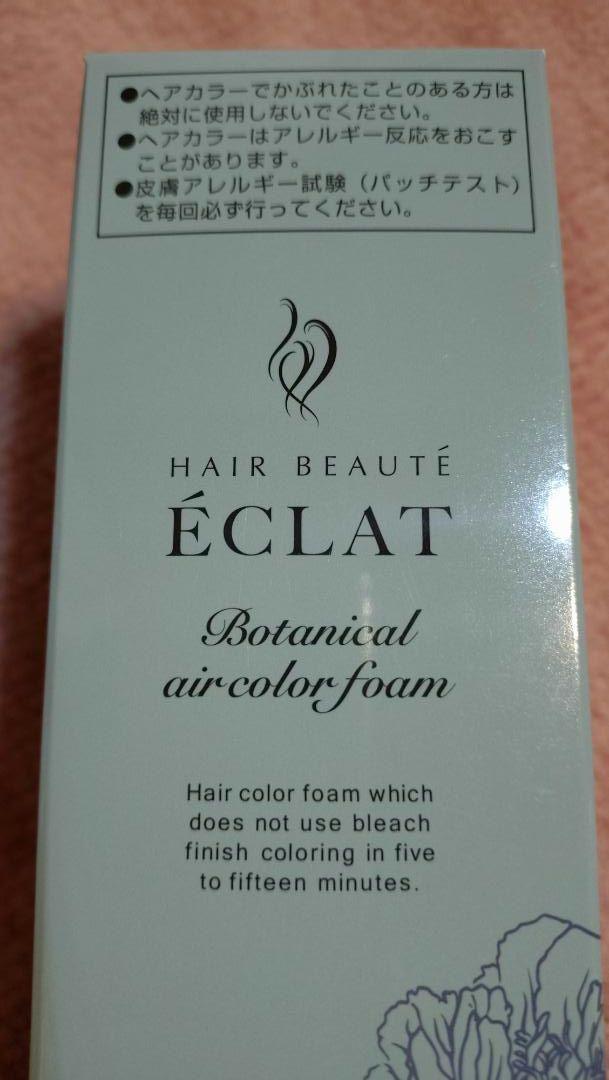 ●ヘアカラーでかぶれたことのある方は
絶対に使用しないでください。
●ヘアカラーはアレルギー反応をおこす
ことがあります。
●皮膚アレルギー試験（パッチテスト）
を毎回必ず行ってください。
HAIR BEAUTÉ
ÉCLAT
Botanical
air color foam
Hair color foam which
does not use bleach
finish coloring in five
to fifteen minutes.